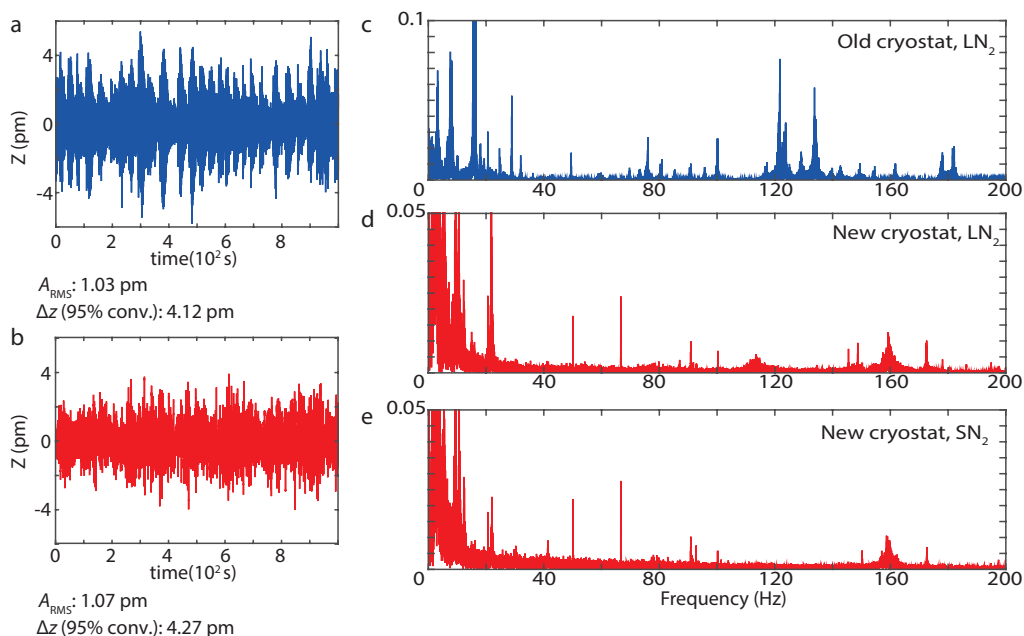 a
Z (pm)
4
0
-4
0 2 4 6 8
time(10² s)
A_RMS: 1.03 pm
Δz (95% conv.): 4.12 pm
b
Z (pm)
4
0
-4
0 2 4 6 8
time(10² s)
A_RMS: 1.07 pm
Δz (95% conv.): 4.27 pm
c
0.1
Old cryostat, LN₂
0 40 80 120 160 200
d
0.05
New cryostat, LN₂
0 40 80 120 160 200
e
0.05
New cryostat, SN₂
0 40 80 120 160 200
Frequency (Hz)